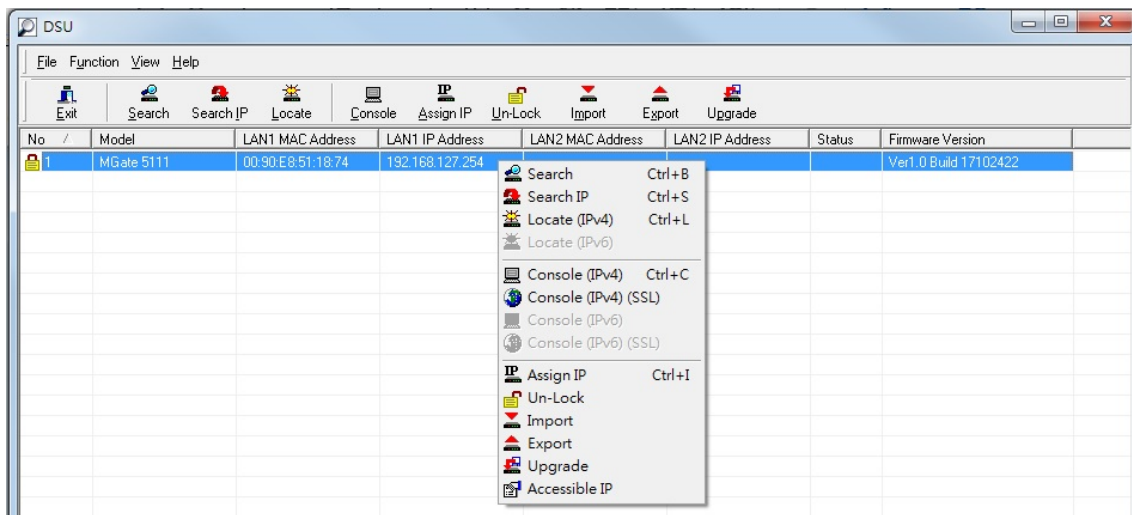 DSU
File Function View Help
Exit Search Search IP Locate Console Assign IP Un-Lock Import Export Upgrade
No Model LAN1 MAC Address LAN1 IP Address LAN2 MAC Address LAN2 IP Address Status Firmware Version
1 MGate 5111 00:90:E8:51:18:74 192.168.127.254 Ver1.0 Build 17102422
Search Ctrl+B
Search IP Ctrl+S
Locate (IPv4) Ctrl+L
Locate (IPv6)
Console (IPv4) Ctrl+C
Console (IPv4) (SSL)
Console (IPv6)
Console (IPv6) (SSL)
IP Assign IP Ctrl+I
Un-Lock
Import
Export
Upgrade
Accessible IP